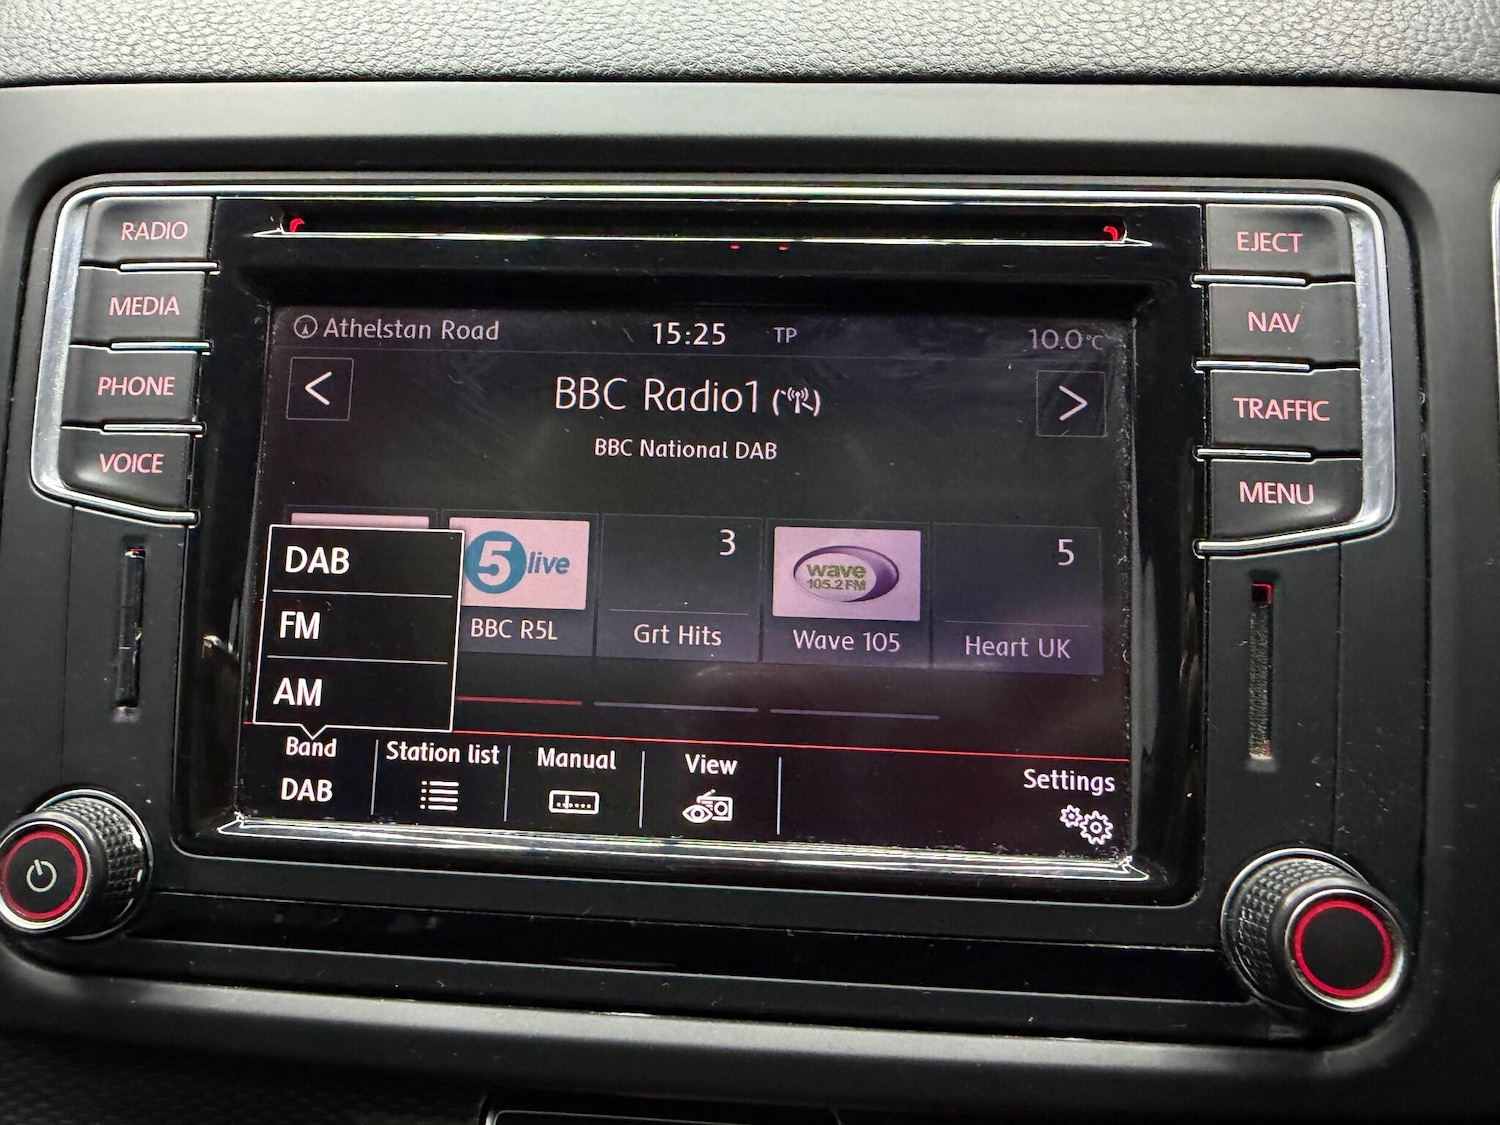 RADIO
MEDIA
PHONE
VOICE
EJECT
NAV
TRAFFIC
MENU
Athelstan Road 15:25 TP 10.0°C
< BBC Radio1 >
BBC National DAB
DAB
FM
AM
5 live
BBC R5L
3
Grt Hits
wave
105.2 FM
Wave 105
5
Heart UK
Band
DAB
Station list
Manual
View
Settings